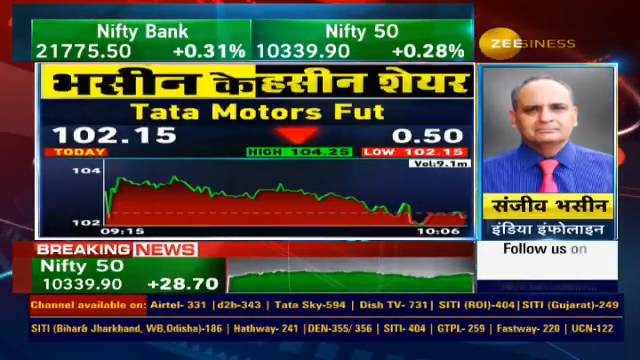 Nifty Bank
21775.50 +0.31%
Nifty 50
10339.90 +0.28%
ZEE BUSINESS
भसीन के हसीन शेयर
Tata Motors Fut
102.15 0.50
TODAY HIGH 104.25 LOW 102.15
Vol:9.1m
104
102
09:15 10:06
संजीव भसीन
इंडिया इंफोलाइन
BREAKING NEWS
Nifty 50
10339.90 +28.70
Follow us on
Channel available on: Airtel- 331 |d2h-343 | Tata Sky-594 | Dish TV- 731| SITI (ROI)-404|SITI (Gujarat)-249
SITI (Bihar& Jharkhand, WB,Odisha)-186 | Hathway- 241 |DEN-355/ 356 | SITI- 404 | GTPL- 259 | Fastway- 220 | UCN-122